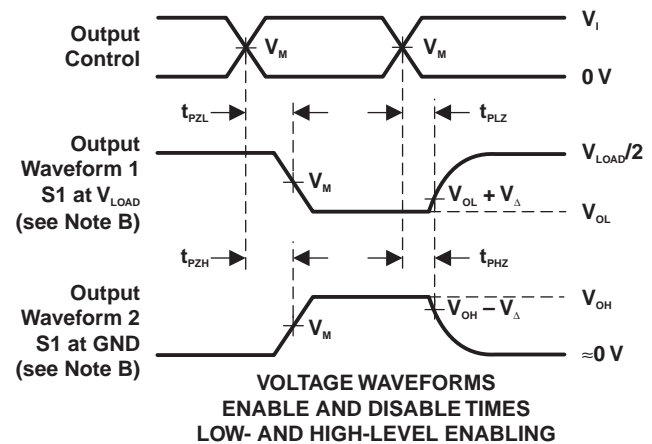 Output
Control
V_M
V_M
V_I
0 V
t_PZL
t_PLZ
Output
Waveform 1
S1 at V_LOAD
(see Note B)
V_M
V_OL + V_Δ
V_LOAD/2
V_OL
t_PZH
t_PHZ
Output
Waveform 2
S1 at GND
(see Note B)
V_M
V_OH – V_Δ
V_OH
≈0 V
VOLTAGE WAVEFORMS
ENABLE AND DISABLE TIMES
LOW- AND HIGH-LEVEL ENABLING